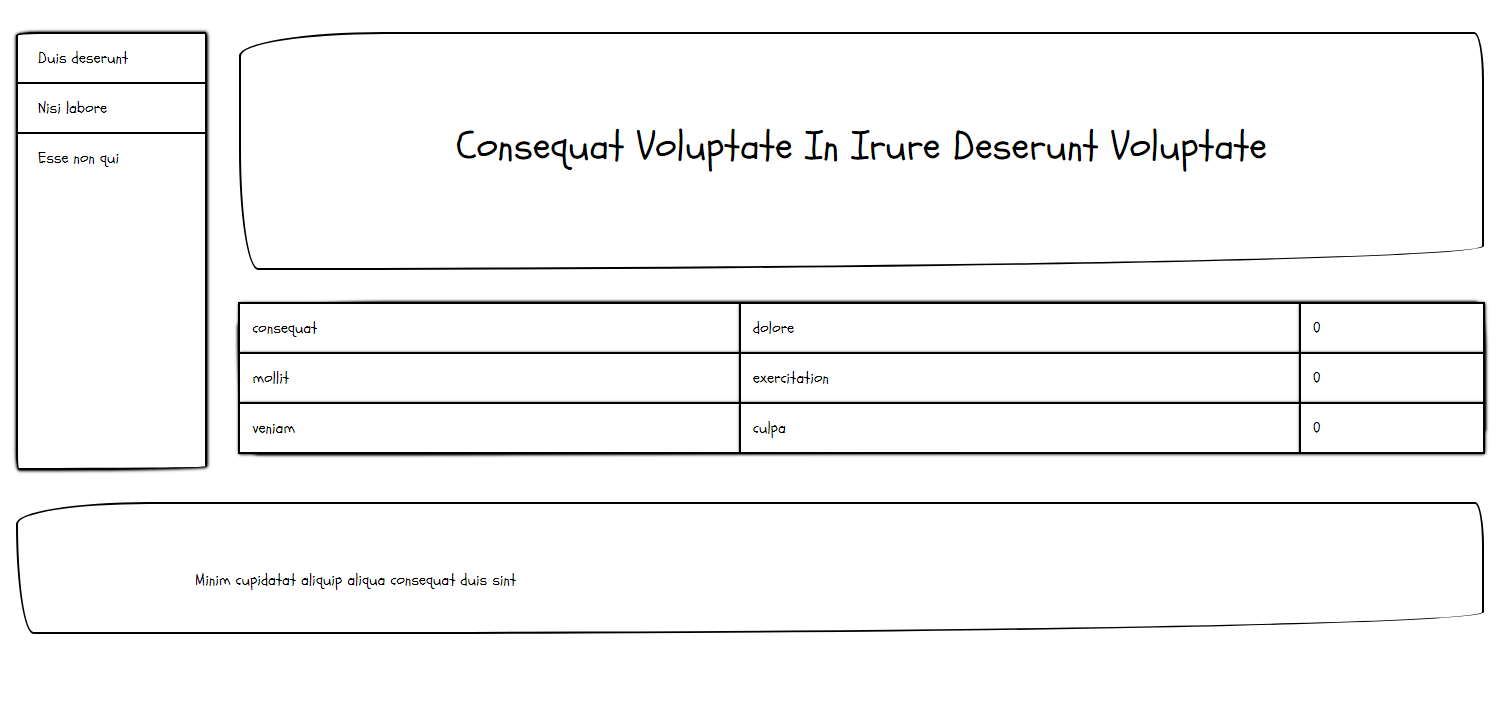 Duis deserunt
Nisi labore
Esse non qui
Consequat Voluptate In Irure Deserunt Voluptate
consequat dolore 0
mollit exercitation 0
veniam culpa 0
Minim cupidatat aliquip aliqua consequat duis sint